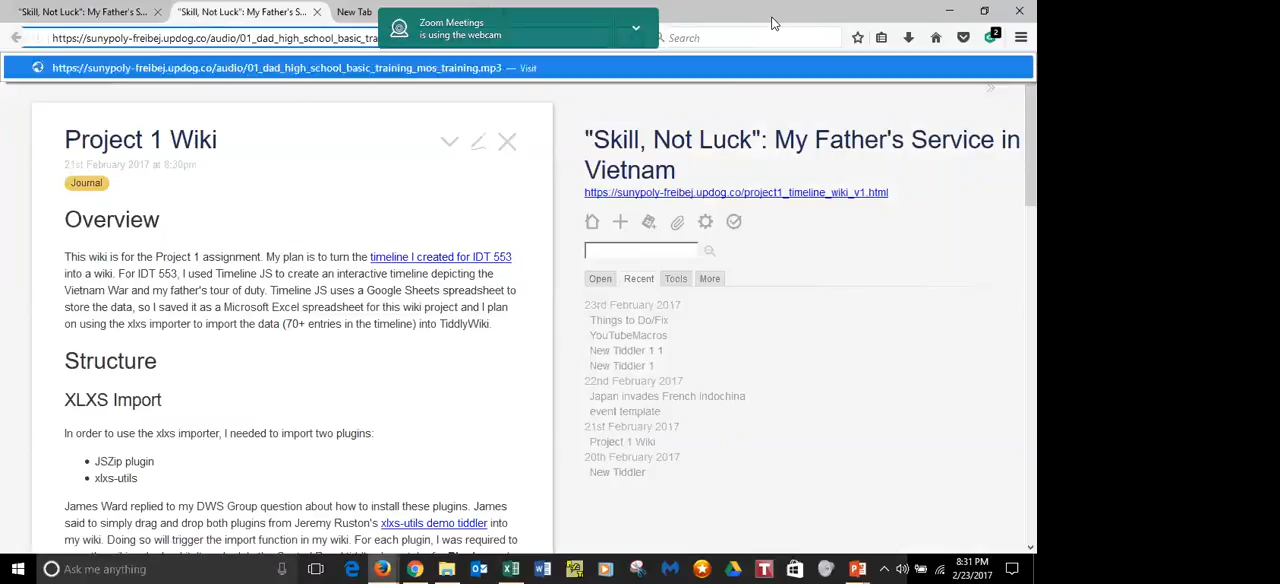 "Skill, Not Luck": My Father's S...
"Skill, Not Luck": My Father's S...
New Tab
Zoom Meetings
is using the webcam
https://sunypoly-freibej.updog.co/audio/01_dad_high_school_basic_tra
Search
2
https://sunypoly-freibej.updog.co/audio/01_dad_high_school_basic_training_mos_training.mp3 — Visit
Project 1 Wiki
21st February 2017 at 8:30pm
Journal
Overview
This wiki is for the Project 1 assignment. My plan is to turn the timeline I created for IDT 553
into a wiki. For IDT 553, I used Timeline JS to create an interactive timeline depicting the
Vietnam War and my father's tour of duty. Timeline JS uses a Google Sheets spreadsheet to
store the data, so I saved it as a Microsoft Excel spreadsheet for this wiki project and I plan
on using the xlxs importer to import the data (70+ entries in the timeline) into TiddlyWiki.
Structure
XLXS Import
In order to use the xlxs importer, I needed to import two plugins:
• JSZip plugin
• xlxs-utils
James Ward replied to my DWS Group question about how to install these plugins. James
said to simply drag and drop both plugins from Jeremy Ruston's xlxs-utils demo tiddler into
my wiki. Doing so will trigger the import function in my wiki. For each plugin, I was required to
"Skill, Not Luck": My Father's Service in
Vietnam
https://sunypoly-freibej.updog.co/project1_timeline_wiki_v1.html
Open
Recent
Tools
More
23rd February 2017
Things to Do/Fix
YouTubeMacros
New Tiddler 1 1
New Tiddler 1
22nd February 2017
Japan invades French Indochina
event template
21st February 2017
Project 1 Wiki
20th February 2017
New Tiddler
Ask me anything
8:31 PM
2/23/2017